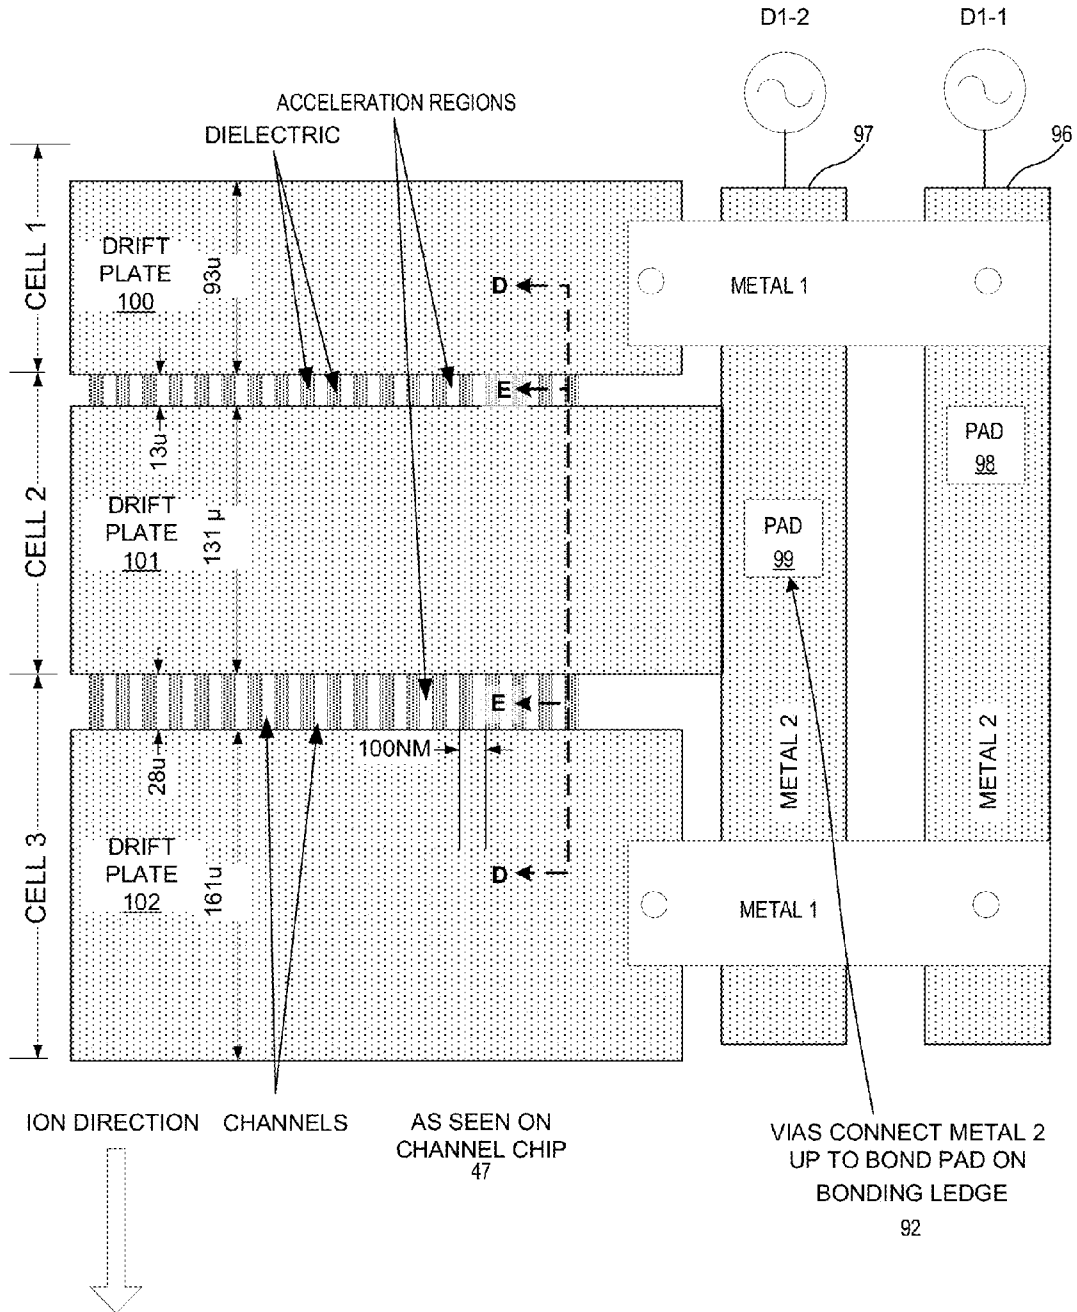 D1-2
D1-1
ACCELERATION REGIONS
DIELECTRIC
97
96
CELL 1
DRIFT
PLATE
100
93u
D
METAL 1
E
13u
PAD
98
CELL 2
DRIFT
PLATE
101
131 µ
PAD
99
E
100NM
METAL 2
METAL 2
28u
CELL 3
DRIFT
PLATE
102
161u
D
METAL 1
ION DIRECTION
CHANNELS
AS SEEN ON
CHANNEL CHIP
47
VIAS CONNECT METAL 2
UP TO BOND PAD ON
BONDING LEDGE
92